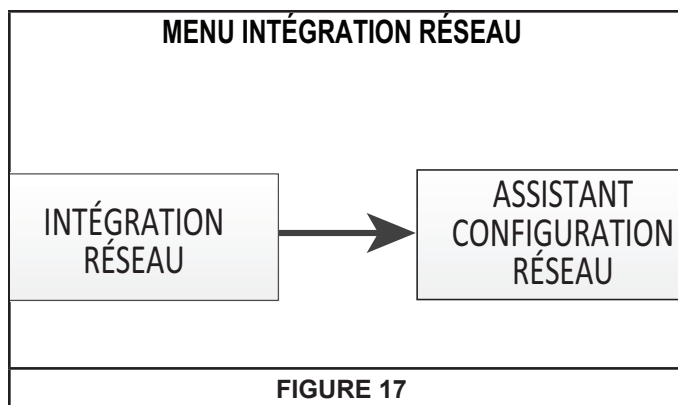 MENU INTÉGRATION RÉSEAU
INTÉGRATION
RÉSEAU
ASSISTANT
CONFIGURATION
RÉSEAU
FIGURE 17